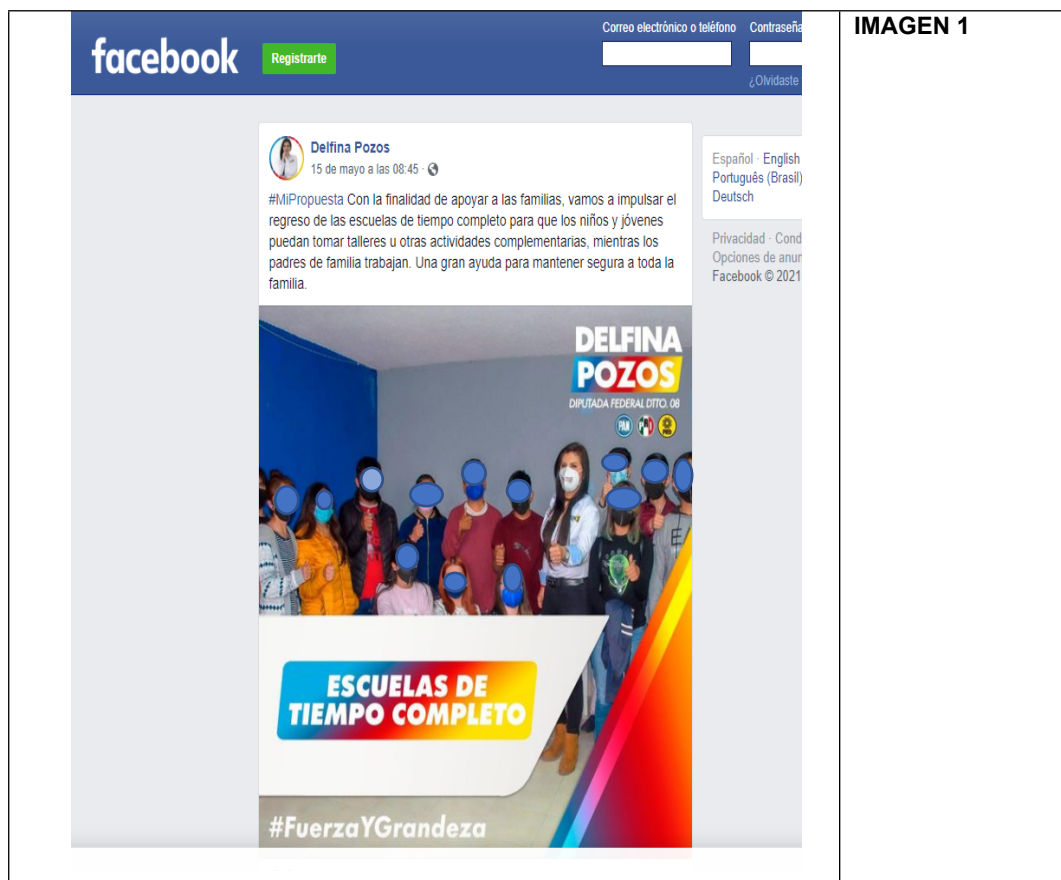 IMAGEN 1
facebook
Registrarte
Correo electrónico o teléfono
Contraseña
¿Olvidaste
Delfina Pozos
15 de mayo a las 08:45 ·
#MiPropuesta Con la finalidad de apoyar a las familias, vamos a impulsar el
regreso de las escuelas de tiempo completo para que los niños y jóvenes
puedan tomar talleres u otras actividades complementarias, mientras los
padres de familia trabajan. Una gran ayuda para mantener segura a toda la
familia.
Español · English
Português (Brasil)
Deutsch
Privacidad · Cond
Opciones de anun
Facebook © 2021
DELFINA
POZOS
DIPUTADA FEDERAL DTTO. 08
PAN PRI PRD
ESCUELAS DE
TIEMPO COMPLETO
#FuerzaYGrandeza